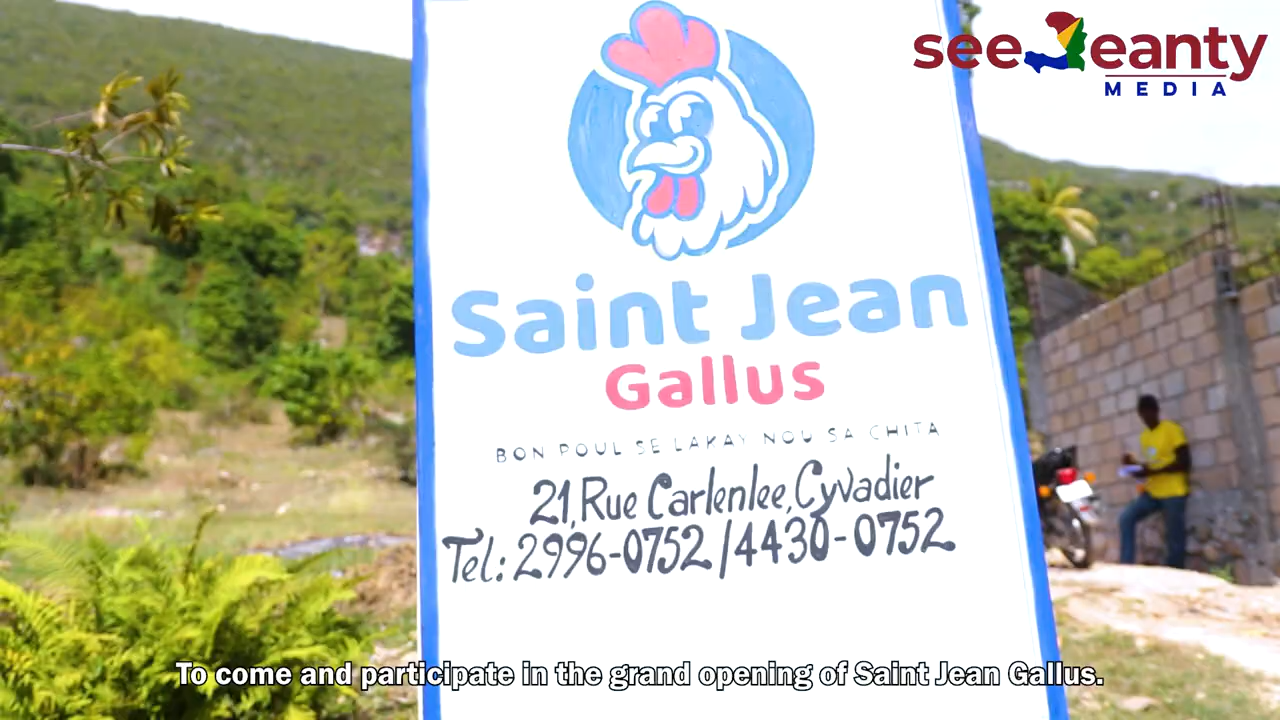 seeJeanty
MEDIA
Saint Jean
Gallus
BON POUL SE LAKAY NOU SA CHITA
21, Rue Carlenlee, Cyvadier
Tel: 2996-0752 / 4430-0752
To come and participate in the grand opening of Saint Jean Gallus.